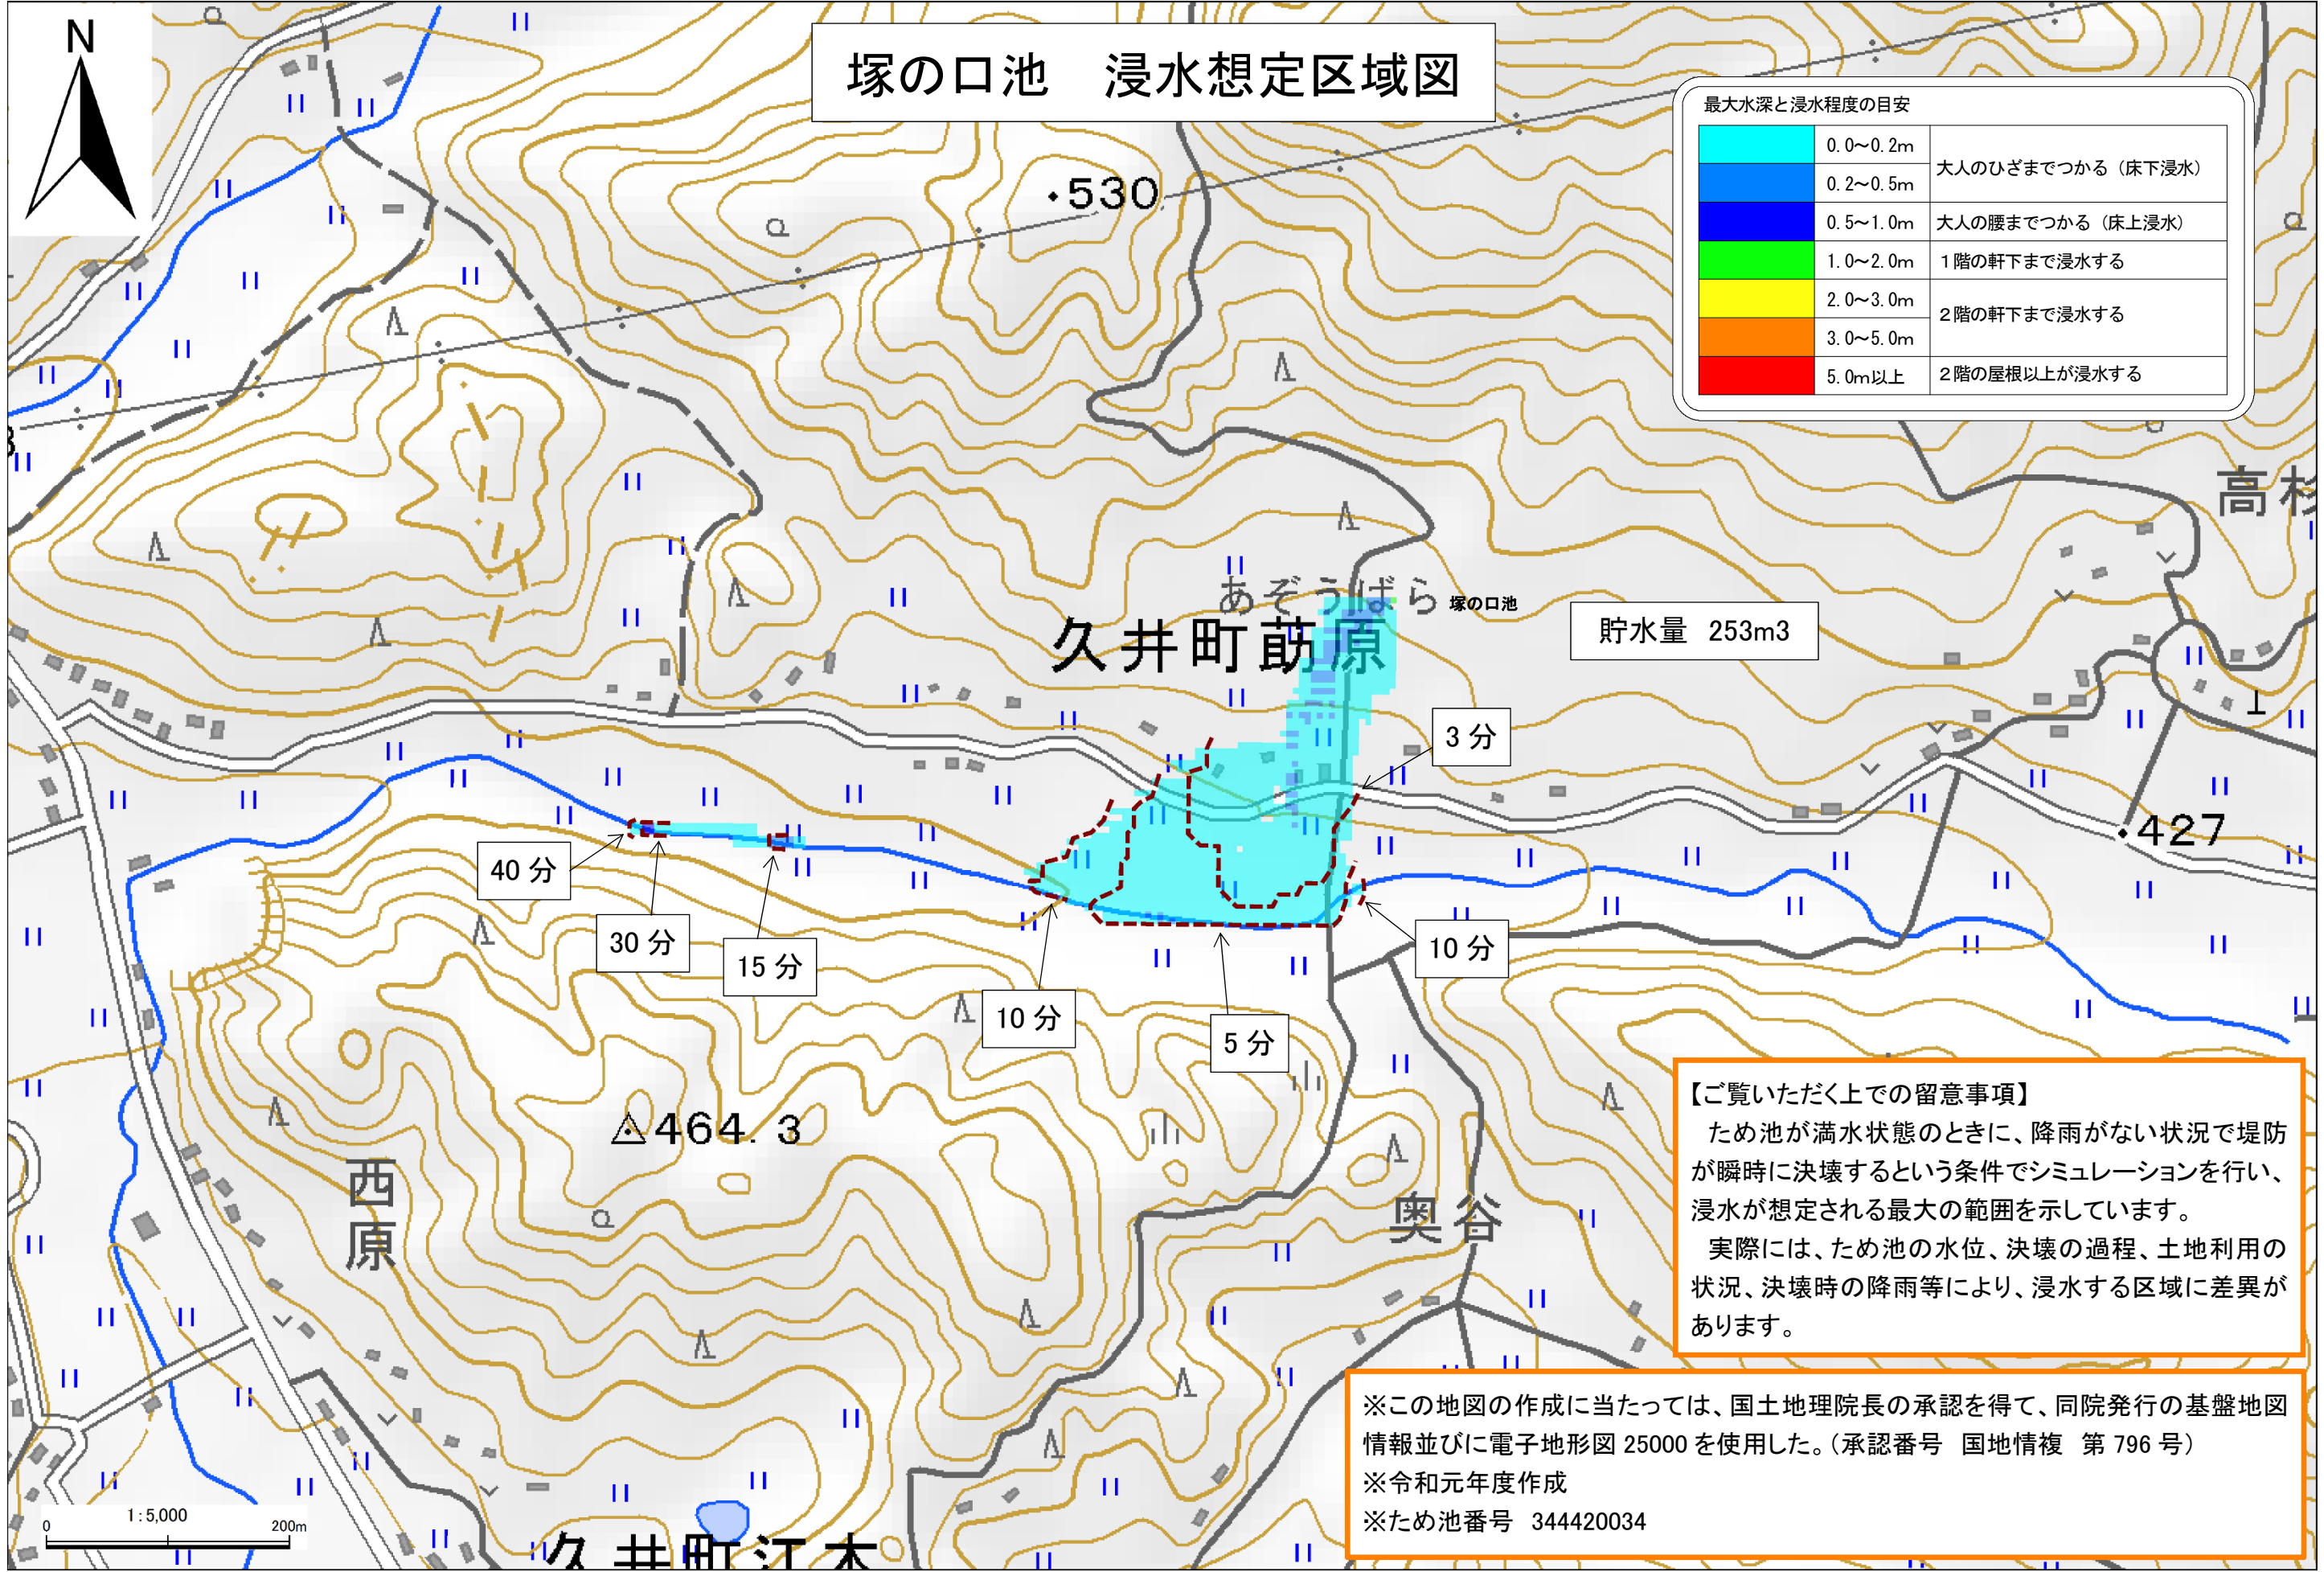 N
塚の口池　浸水想定区域図
最大水深と浸水程度の目安
0.0～0.2m
大人のひざまでつかる（床下浸水）
0.2～0.5m
0.5～1.0m 大人の腰までつかる（床上浸水）
1.0～2.0m １階の軒下まで浸水する
2.0～3.0m
２階の軒下まで浸水する
3.0～5.0m
5.0m以上 ２階の屋根以上が浸水する
・530
高杉
あぞうばら
塚の口池
久井町莇原
貯水量 253m3
3 分
・427
40 分
30 分
15 分
10 分
5 分
10 分
464.3
西原
奥谷
【ご覧いただく上での留意事項】
ため池が満水状態のときに、降雨がない状況で堤防
が瞬時に決壊するという条件でシミュレーションを行い、
浸水が想定される最大の範囲を示しています。
実際には、ため池の水位、決壊の過程、土地利用の
状況、決壊時の降雨等により、浸水する区域に差異が
あります。
※この地図の作成に当たっては、国土地理院長の承認を得て、同院発行の基盤地図
情報並びに電子地形図 25000 を使用した。（承認番号　国地情複　第 796 号）
※令和元年度作成
※ため池番号 344420034
1：5,000
0 200m
久井町江木